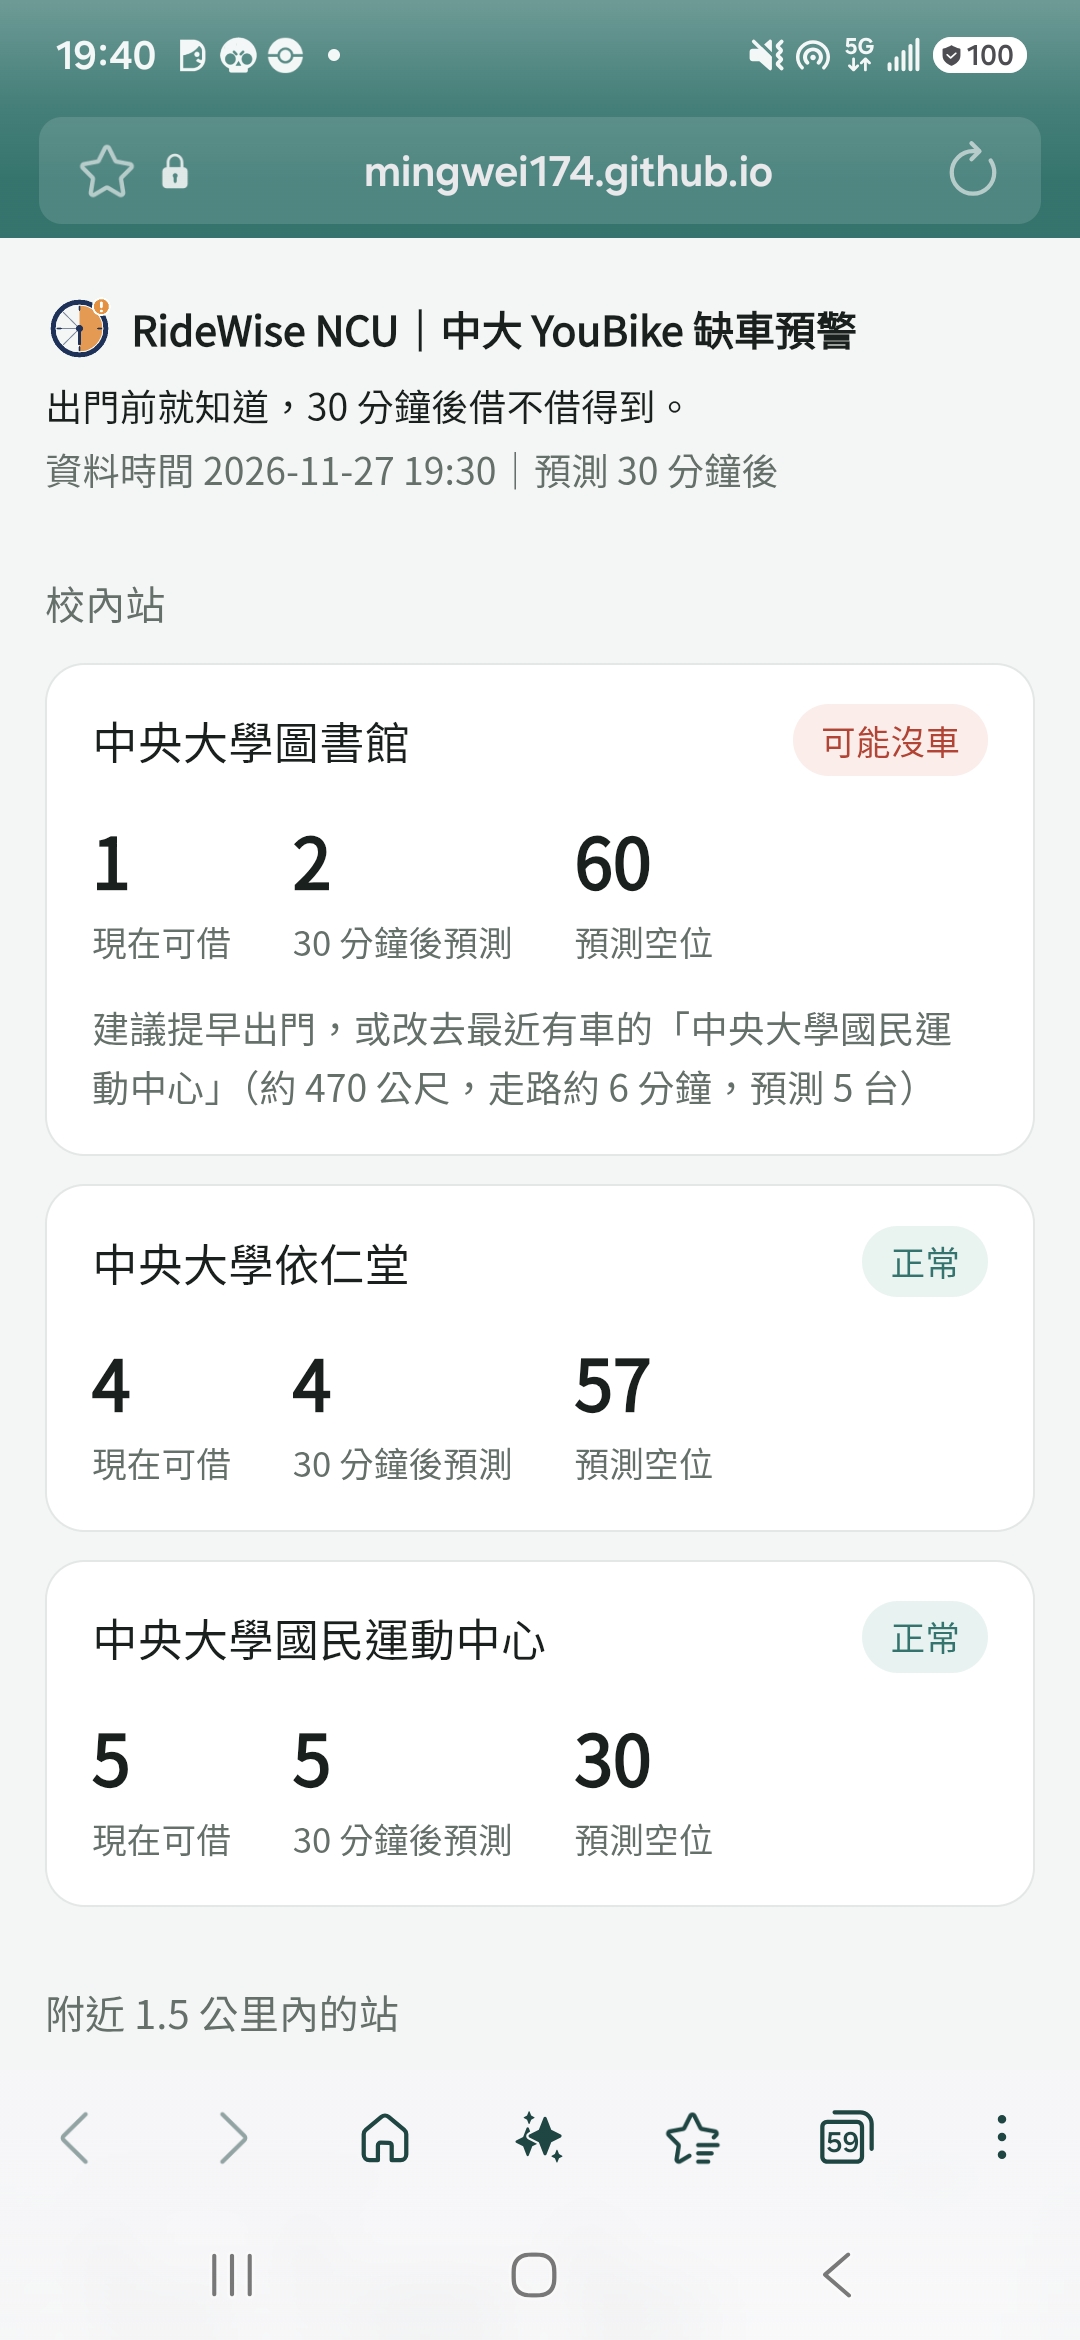 19:40
5G
100
mingwei174.github.io
RideWise NCU｜中大 YouBike 缺車預警
出門前就知道，30 分鐘後借不借得到。
資料時間 2026-11-27 19:30｜預測 30 分鐘後
校內站
中央大學圖書館
可能沒車
1
2
60
現在可借
30 分鐘後預測
預測空位
建議提早出門，或改去最近有車的「中央大學國民運
動中心」（約 470 公尺，走路約 6 分鐘，預測 5 台）
中央大學依仁堂
正常
4
4
57
現在可借
30 分鐘後預測
預測空位
中央大學國民運動中心
正常
5
5
30
現在可借
30 分鐘後預測
預測空位
附近 1.5 公里內的站
59